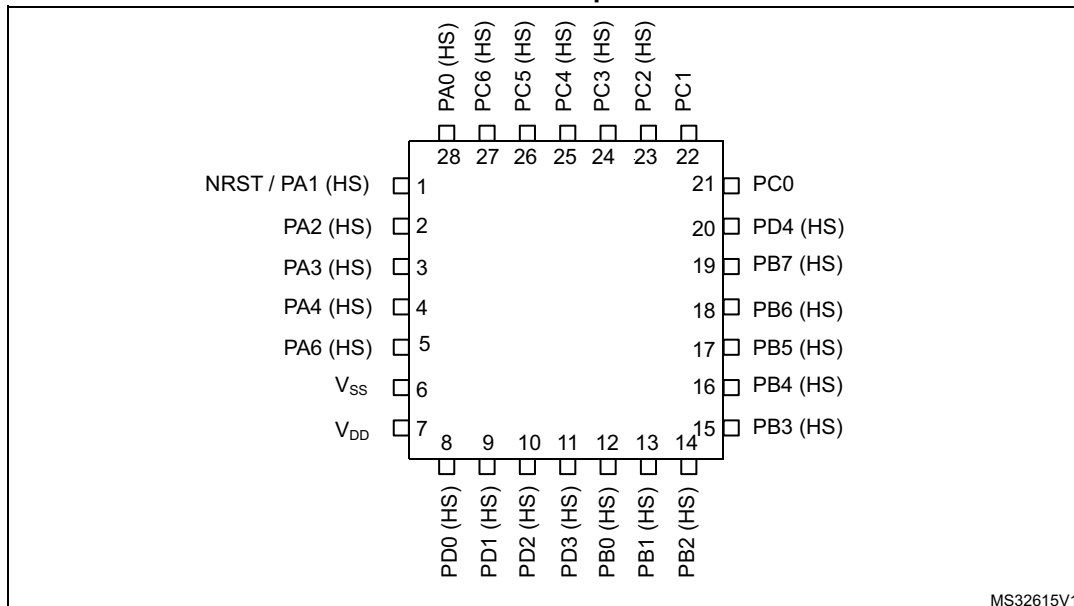 PA0 (HS)
PC6 (HS)
PC5 (HS)
PC4 (HS)
PC3 (HS)
PC2 (HS)
PC1
28 27 26 25 24 23 22
NRST / PA1 (HS) 1
PA2 (HS) 2
PA3 (HS) 3
PA4 (HS) 4
PA6 (HS) 5
VSS 6
VDD 7
21 PC0
20 PD4 (HS)
19 PB7 (HS)
18 PB6 (HS)
17 PB5 (HS)
16 PB4 (HS)
15 PB3 (HS)
8 9 10 11 12 13 14
PD0 (HS)
PD1 (HS)
PD2 (HS)
PD3 (HS)
PB0 (HS)
PB1 (HS)
PB2 (HS)
MS32615V1